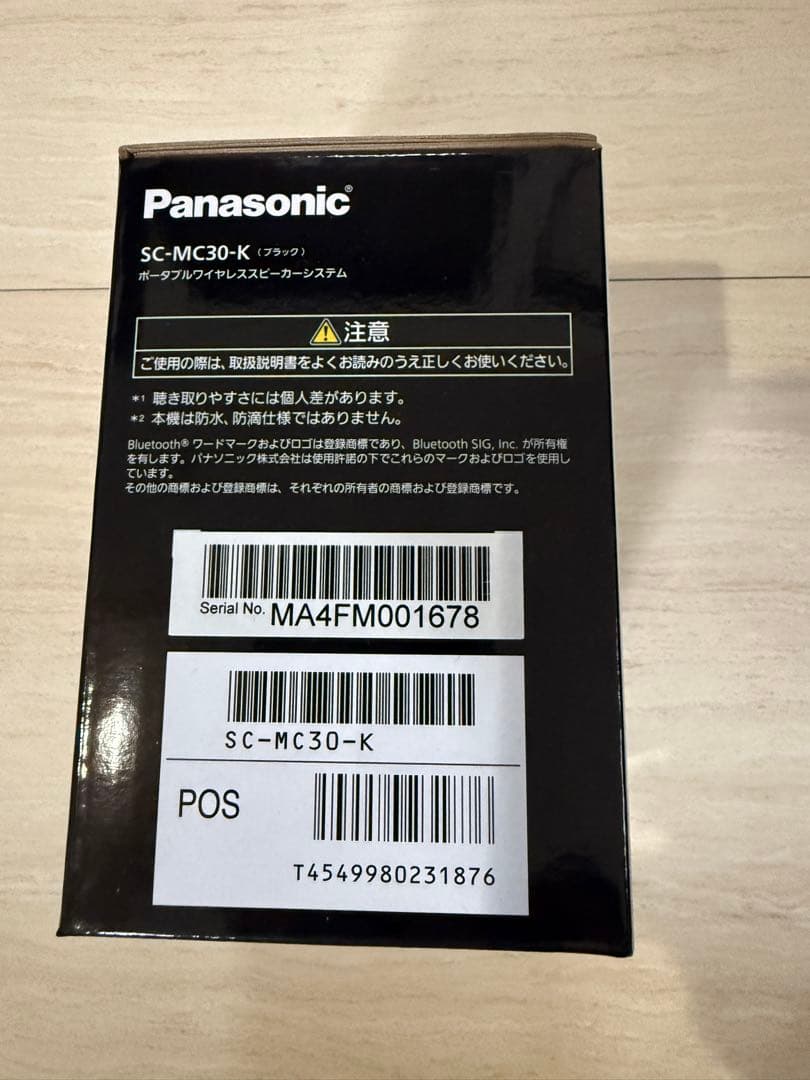 Panasonic®
SC-MC30-K（ブラック）
ポータブルワイヤレススピーカーシステム
注意
ご使用の際は、取扱説明書をよくお読みのうえ正しくお使いください。
*1 聴き取りやすさには個人差があります。
*2 本機は防水、防滴仕様ではありません。
Bluetooth® ワードマークおよびロゴは登録商標であり、Bluetooth SIG, Inc. が所有権
を有します。パナソニック株式会社は使用許諾の下でこれらのマークおよびロゴを使用し
ています。
その他の商標および登録商標は、それぞれの所有者の商標および登録商標です。
Serial No. MA4FM001678
SC-MC30-K
POS
T4549980231876